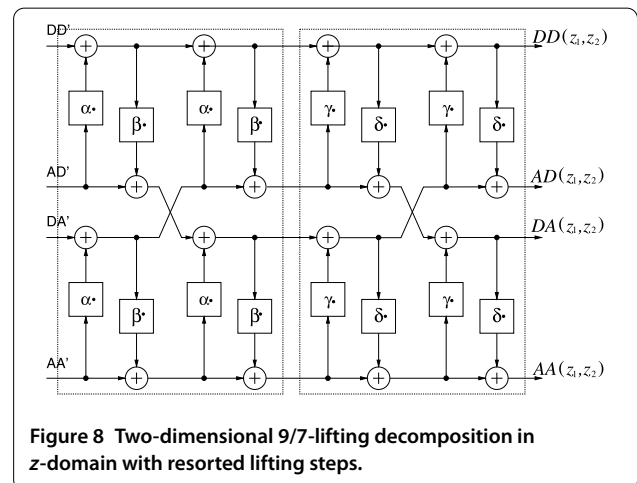 DD' + + + + DD(z₁,z₂)
α• β• α• β• γ• δ• γ• δ•
AD' + + + + AD(z₁,z₂)
DA' + + + + DA(z₁,z₂)
α• β• α• β• γ• δ• γ• δ•
AA' + + + + AA(z₁,z₂)
Figure 8 Two-dimensional 9/7-lifting decomposition in
z-domain with resorted lifting steps.